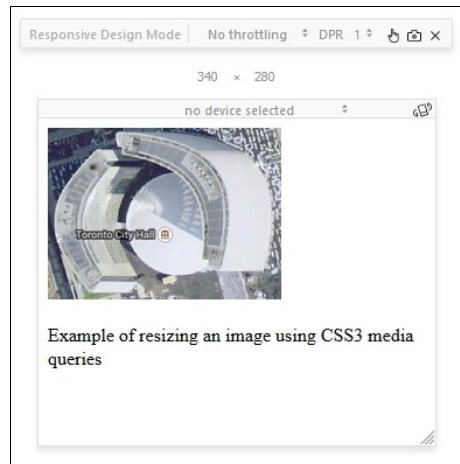 Responsive Design Mode No throttling DPR 1
340 × 280
no device selected
Toronto City Hall
Example of resizing an image using CSS3 media
queries